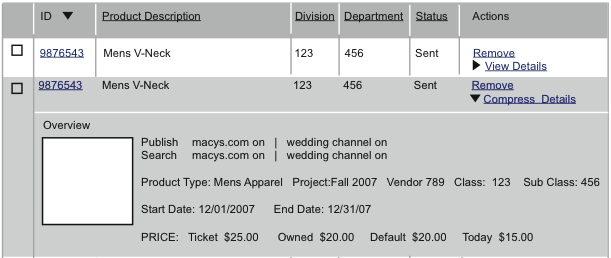 ID Product Description Division Department Status Actions
9876543 Mens V-Neck 123 456 Sent Remove
View Details
9876543 Mens V-Neck 123 456 Sent Remove
Compress Details
Overview
Publish macys.com on | wedding channel on
Search macys.com on | wedding channel on
Product Type: Mens Apparel Project:Fall 2007 Vendor 789 Class: 123 Sub Class: 456
Start Date: 12/01/2007 End Date: 12/31/07
PRICE: Ticket $25.00 Owned $20.00 Default $20.00 Today $15.00